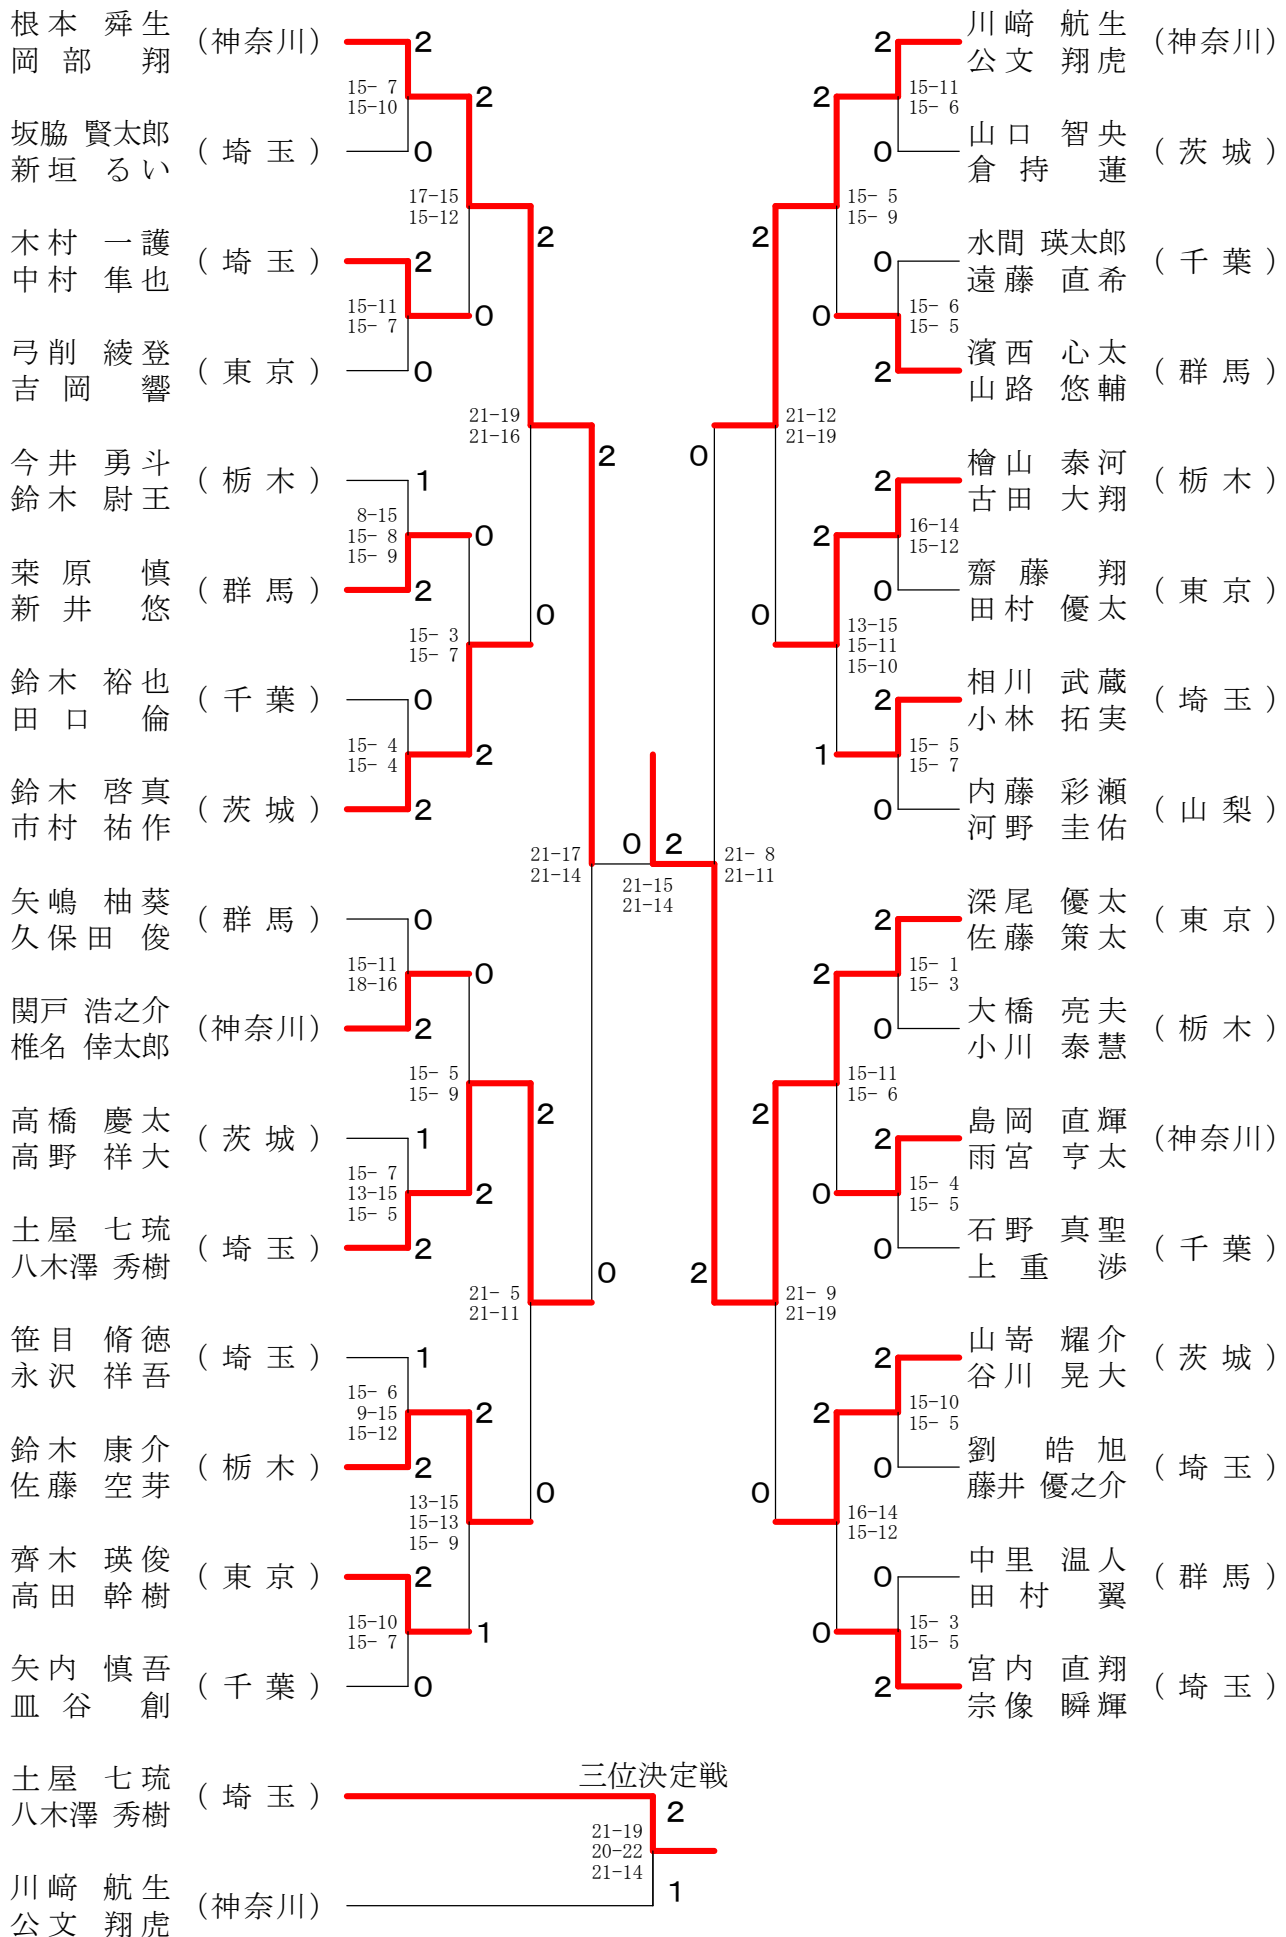 根本 舜生
岡部 翔
(神奈川)
2
15- 7
15-10
2
坂脇 賢太郎
新垣 るい
(埼玉)
0
17-15
15-12
2
木村 一護
中村 隼也
(埼玉)
2
15-11
15- 7
0
弓削 綾登
吉岡 響
(東京)
0
21-19
21-16
2
今井 勇斗
鈴木 尉王
(栃木)
1
8-15
15- 8
15- 9
0
桒原 慎
新井 悠
(群馬)
2
15- 3
15- 7
0
鈴木 裕也
田口 倫
(千葉)
0
15- 4
15- 4
2
鈴木 啓真
市村 祐作
(茨城)
2
21-17
21-14
0
矢嶋 柚葵
久保田 俊
(群馬)
0
15-11
18-16
0
関戸 浩之介
椎名 倖太郎
(神奈川)
2
15- 5
15- 9
2
高橋 慶太
高野 祥大
(茨城)
1
15- 7
13-15
15- 5
2
土屋 七琉
八木澤 秀樹
(埼玉)
2
21- 5
21-11
0
笹目 脩徳
永沢 祥吾
(埼玉)
1
15- 6
9-15
15-12
2
鈴木 康介
佐藤 空芽
(栃木)
2
13-15
15-13
15- 9
0
齊木 瑛俊
高田 幹樹
(東京)
2
15-10
15- 7
1
矢内 慎吾
皿谷 創
(千葉)
0
2
21-15
21-14
川﨑 航生
公文 翔虎
(神奈川)
2
15-11
15- 6
2
山口 智央
倉持 蓮
(茨城)
0
15- 5
15- 9
2
水間 瑛太郎
遠藤 直希
(千葉)
0
15- 6
15- 5
0
濱西 心太
山路 悠輔
(群馬)
2
21-12
21-19
0
檜山 泰河
古田 大翔
(栃木)
2
16-14
15-12
2
齋藤 翔
田村 優太
(東京)
0
13-15
15-11
15-10
0
相川 武蔵
小林 拓実
(埼玉)
2
15- 5
15- 7
1
内藤 彩瀬
河野 圭佑
(山梨)
0
21- 8
21-11
深尾 優太
佐藤 策太
(東京)
2
15- 1
15- 3
2
大橋 亮夫
小川 泰慧
(栃木)
0
15-11
15- 6
2
島岡 直輝
雨宮 亨太
(神奈川)
2
15- 4
15- 5
0
石野 真聖
上重 渉
(千葉)
0
21- 9
21-19
2
山嵜 耀介
谷川 晃大
(茨城)
2
15-10
15- 5
2
劉 皓旭
藤井 優之介
(埼玉)
0
16-14
15-12
0
中里 温人
田村 翼
(群馬)
0
15- 3
15- 5
0
宮内 直翔
宗像 瞬輝
(埼玉)
2
三位決定戦
土屋 七琉
八木澤 秀樹
(埼玉)
2
21-19
20-22
21-14
川﨑 航生
公文 翔虎
(神奈川)
1